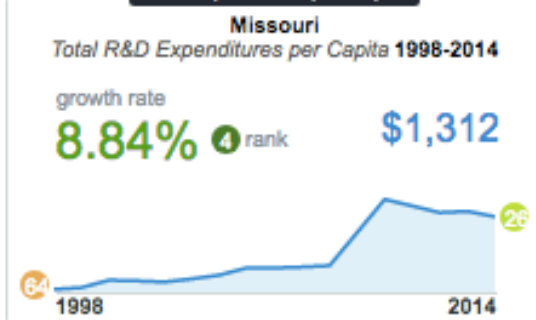 Missouri
Total R&D Expenditures per Capita 1998-2014
growth rate
8.84% 4 rank
$1,312
26
64
1998
2014